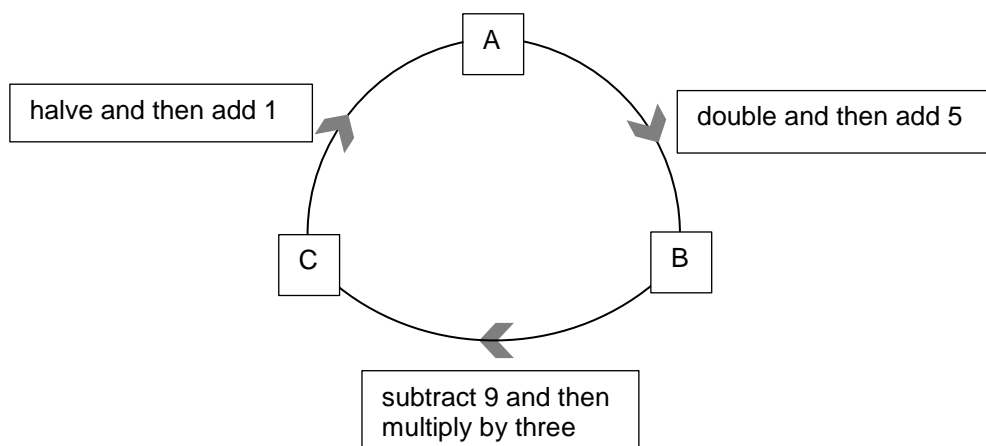 A
halve and then add 1
double and then add 5
C
B
subtract 9 and then
multiply by three